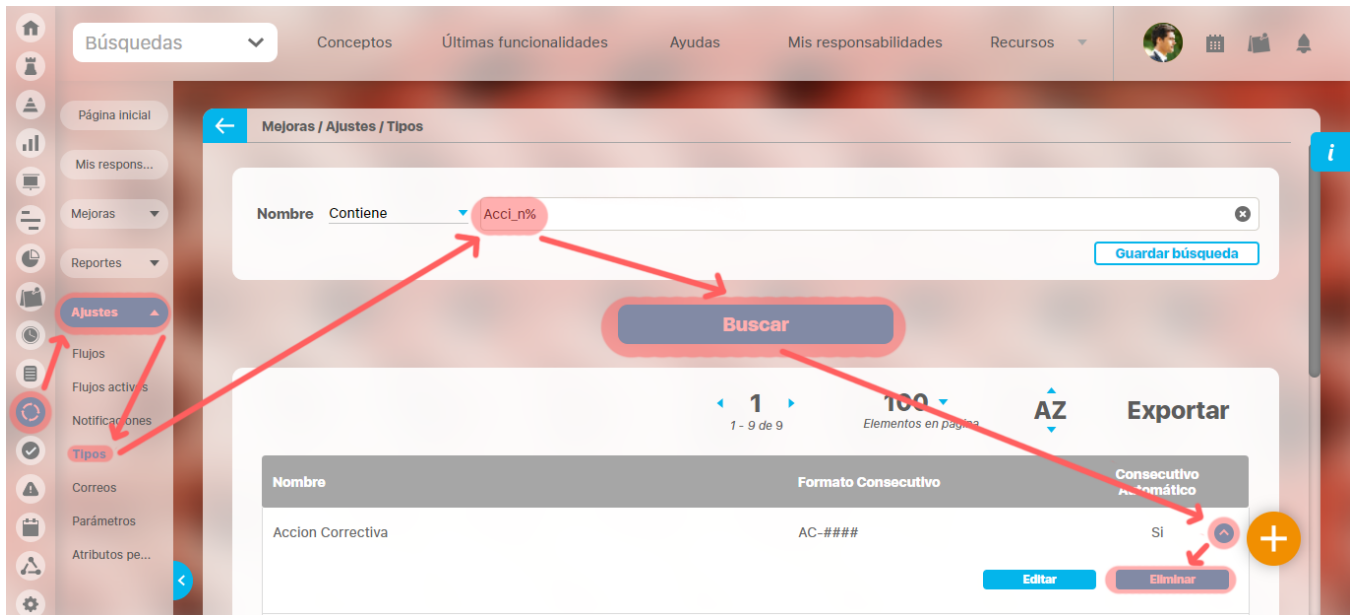 Búsquedas
Conceptos
Últimas funcionalidades
Ayudas
Mis responsabilidades
Recursos
Página inicial
Mis respons...
Mejoras
Reportes
Ajustes
Flujos
Flujos activos
Notificaciones
Tipos
Correos
Parámetros
Atributos pe...
Mejoras / Ajustes / Tipos
i
Nombre Contiene Acci_n%
Guardar búsqueda
Buscar
1
1 - 9 de 9
100
Elementos en página
AZ
Exportar
Nombre
Formato Consecutivo
Consecutivo
Automático
Accion Correctiva
AC-####
Si
Editar
Eliminar